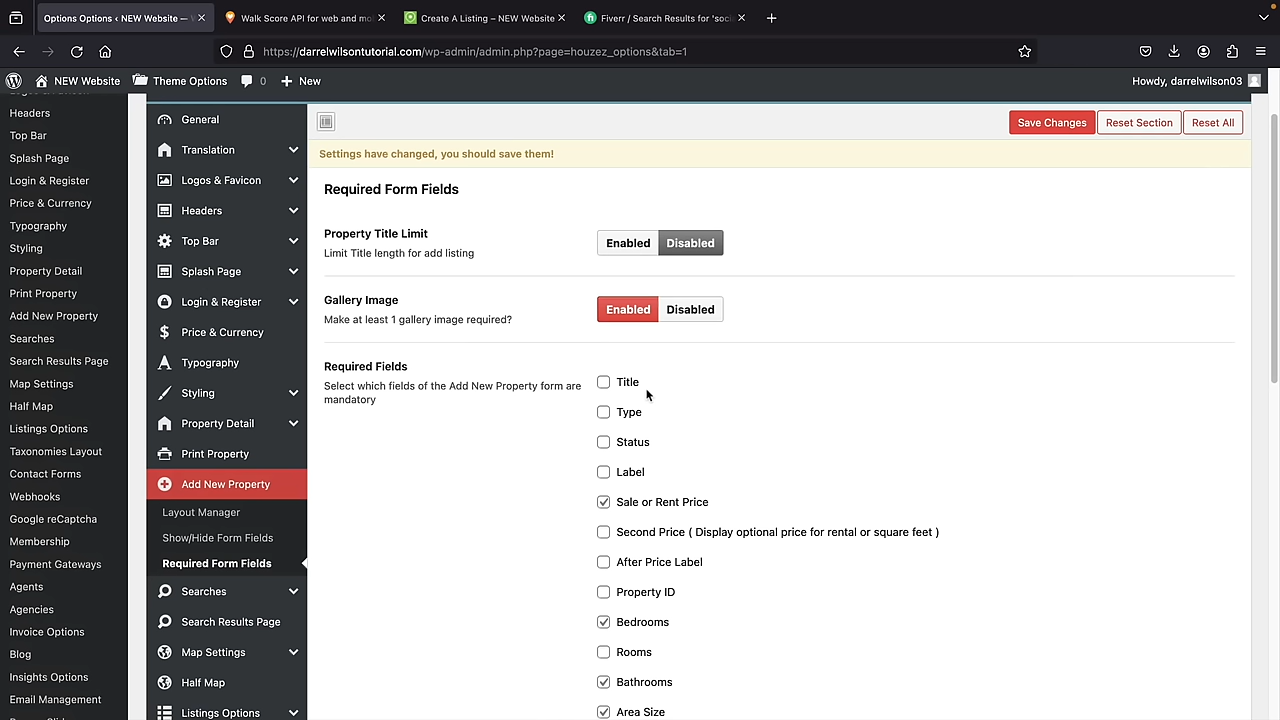 Options Options ‹ NEW Website —
Walk Score API for web and mo
Create A Listing – NEW Website
Fiverr / Search Results for 'soci
https://darrelwilsontutorial.com/wp-admin/admin.php?page=houzez_options&tab=1
NEW Website
Theme Options
0
New
Howdy, darrelwilson03
Headers
Top Bar
Splash Page
Login & Register
Price & Currency
Typography
Styling
Property Detail
Print Property
Add New Property
Searches
Search Results Page
Map Settings
Half Map
Listings Options
Taxonomies Layout
Contact Forms
Webhooks
Google reCaptcha
Membership
Payment Gateways
Agents
Agencies
Invoice Options
Blog
Insights Options
Email Management
General
Translation
Logos & Favicon
Headers
Top Bar
Splash Page
Login & Register
Price & Currency
Typography
Styling
Property Detail
Print Property
Add New Property
Layout Manager
Show/Hide Form Fields
Required Form Fields
Searches
Search Results Page
Map Settings
Half Map
Listings Options
Save Changes
Reset Section
Reset All
Settings have changed, you should save them!
Required Form Fields
Property Title Limit
Limit Title length for add listing
Enabled
Disabled
Gallery Image
Make at least 1 gallery image required?
Enabled
Disabled
Required Fields
Select which fields of the Add New Property form are
mandatory
Title
Type
Status
Label
Sale or Rent Price
Second Price ( Display optional price for rental or square feet )
After Price Label
Property ID
Bedrooms
Rooms
Bathrooms
Area Size